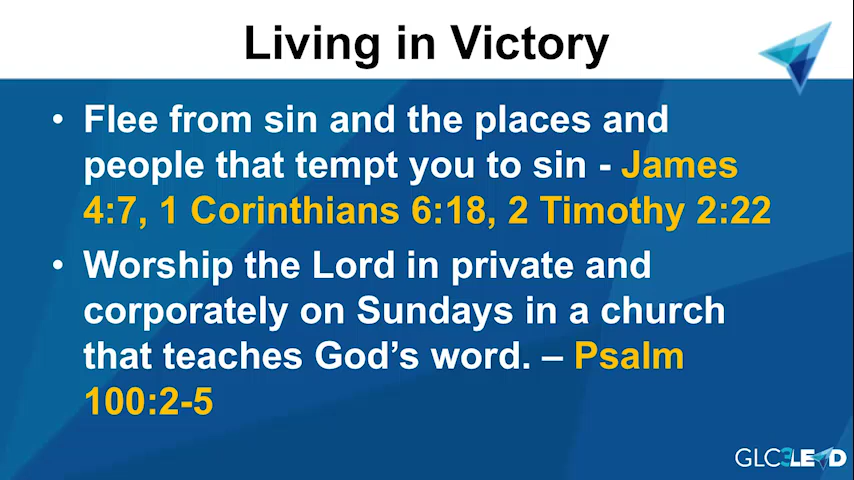 Living in Victory
• Flee from sin and the places and
people that tempt you to sin - James
4:7, 1 Corinthians 6:18, 2 Timothy 2:22
• Worship the Lord in private and
corporately on Sundays in a church
that teaches God’s word. – Psalm
100:2-5
GLC3LEAD